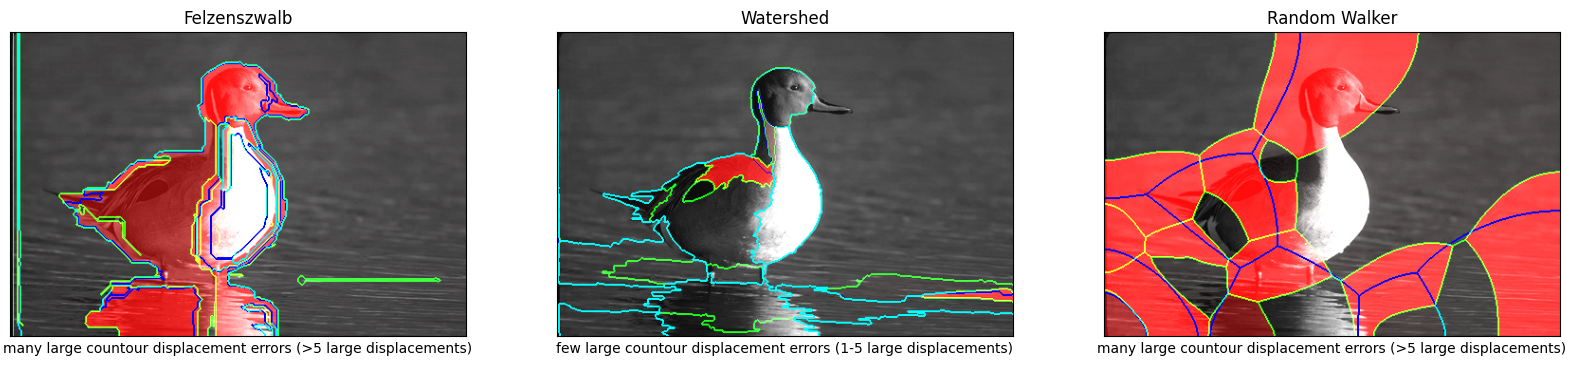 Felzenszwalb
Watershed
Random Walker
many large countour displacement errors (>5 large displacements)
few large countour displacement errors (1-5 large displacements)
many large countour displacement errors (>5 large displacements)